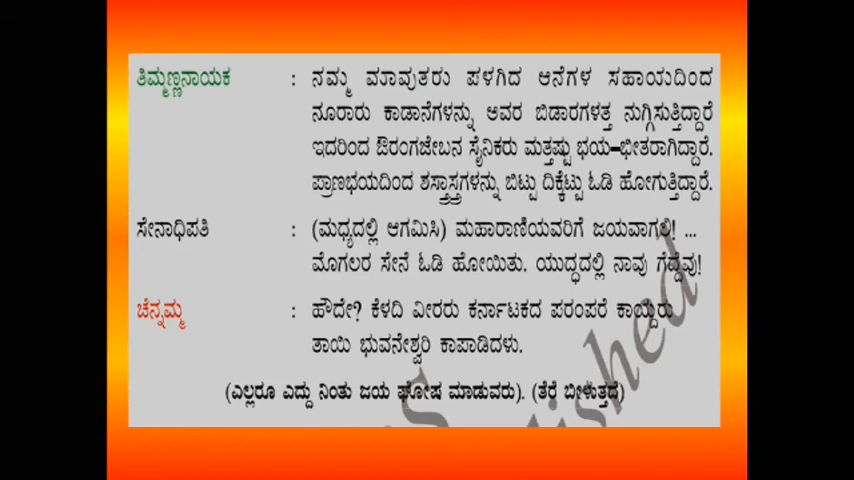 ತಿಮ್ಮಣ್ಣನಾಯಕ : ನಮ್ಮ ಮಾವುತರು ಪಳಗಿದ ಆನೆಗಳ ಸಹಾಯದಿಂದ
ನೂರಾರು ಕಾಡಾನೆಗಳನ್ನು ಅವರ ಬಿಡಾರಗಳತ್ತ ನುಗ್ಗಿಸುತ್ತಿದ್ದಾರೆ
ಇದರಿಂದ ಔರಂಗಜೇಬನ ಸೈನಿಕರು ಮತ್ತಷ್ಟು ಭಯ-ಭೀತರಾಗಿದ್ದಾರೆ.
ಪ್ರಾಣಭಯದಿಂದ ಶಸ್ತ್ರಾಸ್ತ್ರಗಳನ್ನು ಬಿಟ್ಟು ದಿಕ್ಕೆಟ್ಟು ಓಡಿ ಹೋಗುತ್ತಿದ್ದಾರೆ.
ಸೇನಾಧಿಪತಿ : (ಮಧ್ಯದಲ್ಲಿ ಆಗಮಿಸಿ) ಮಹಾರಾಣಿಯವರಿಗೆ ಜಯವಾಗಲಿ! ...
ಮೊಗಲರ ಸೇನೆ ಓಡಿ ಹೋಯಿತು. ಯುದ್ಧದಲ್ಲಿ ನಾವು ಗೆದ್ದೆವು!
ಚೆನ್ನಮ್ಮ : ಹೌದೇ? ಕೆಳದಿ ವೀರರು ಕರ್ನಾಟಕದ ಪರಂಪರೆ ಕಾಯ್ದರು
ತಾಯಿ ಭುವನೇಶ್ವರಿ ಕಾಪಾಡಿದಳು.
(ಎಲ್ಲರೂ ಎದ್ದು ನಿಂತು ಜಯ ಘೋಷ ಮಾಡುವರು). (ತೆರೆ ಬೀಳುತ್ತದೆ)